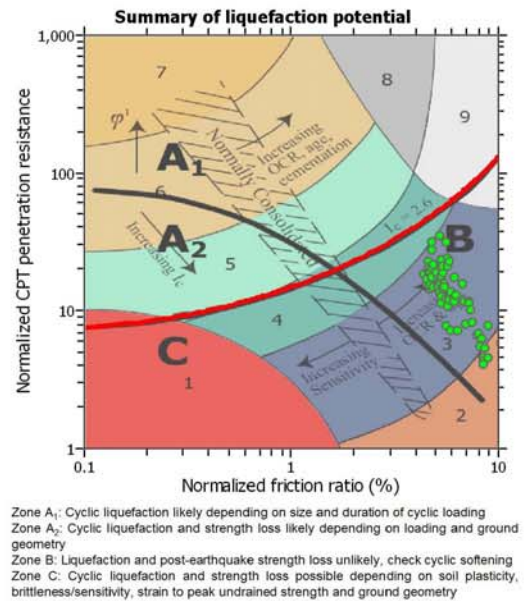 Summary of liquefaction potential
Normalized CPT penetration resistance
1,000
100
10
1
7
8
9
φ'
A1
Normally Consolidated
Increasing
OCR, age,
cementation
6
A2
Increasing Ic
5
Ic = 2.6
B
4
C
1
Increasing
Sensitivity
Increasing
OCR &
3
2
0.1
1
10
Normalized friction ratio (%)
Zone A1: Cyclic liquefaction likely depending on size and duration of cyclic loading
Zone A2: Cyclic liquefaction and strength loss likely depending on loading and ground
geometry
Zone B: Liquefaction and post-earthquake strength loss unlikely, check cyclic softening
Zone C: Cyclic liquefaction and strength loss possible depending on soil plasticity,
brittleness/sensitivity, strain to peak undrained strength and ground geometry